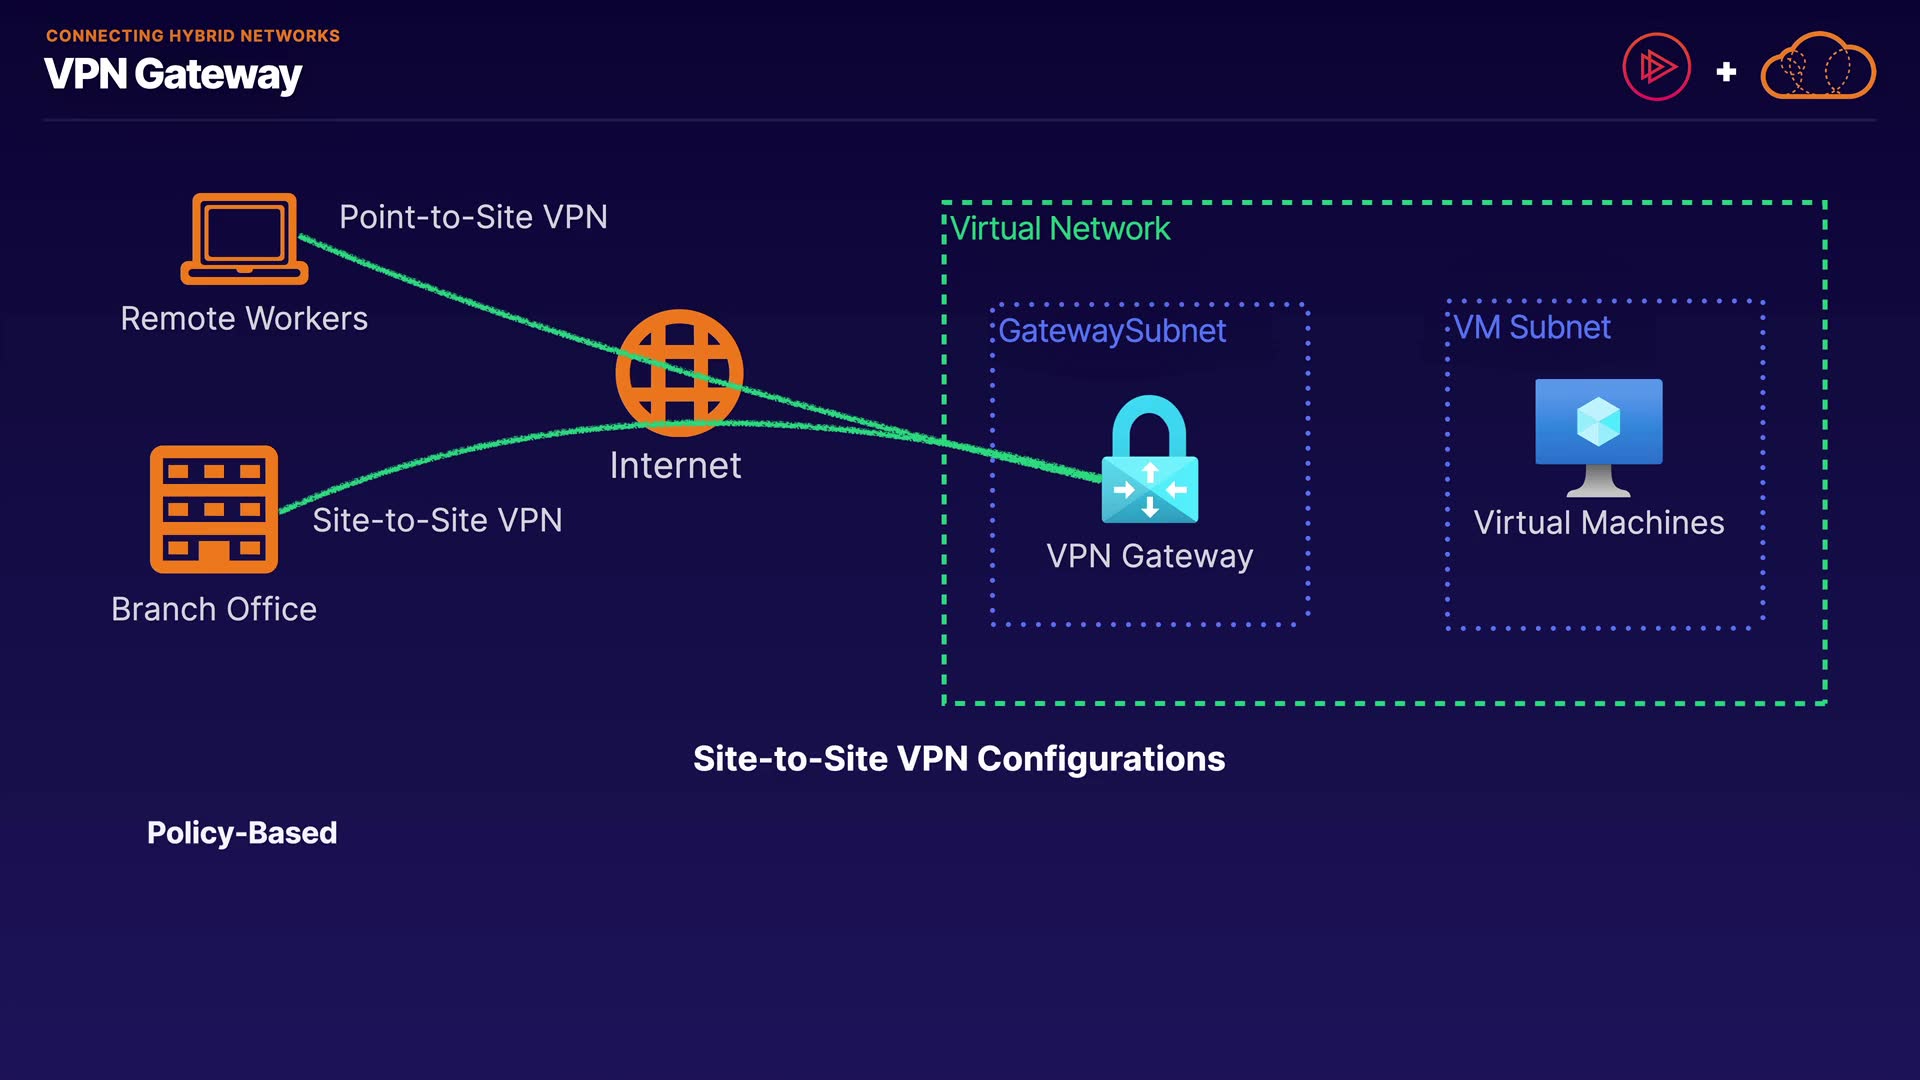 CONNECTING HYBRID NETWORKS
VPN Gateway
Point-to-Site VPN
Remote Workers
Internet
Site-to-Site VPN
Branch Office
Virtual Network
GatewaySubnet
VPN Gateway
VM Subnet
Virtual Machines
Site-to-Site VPN Configurations
Policy-Based